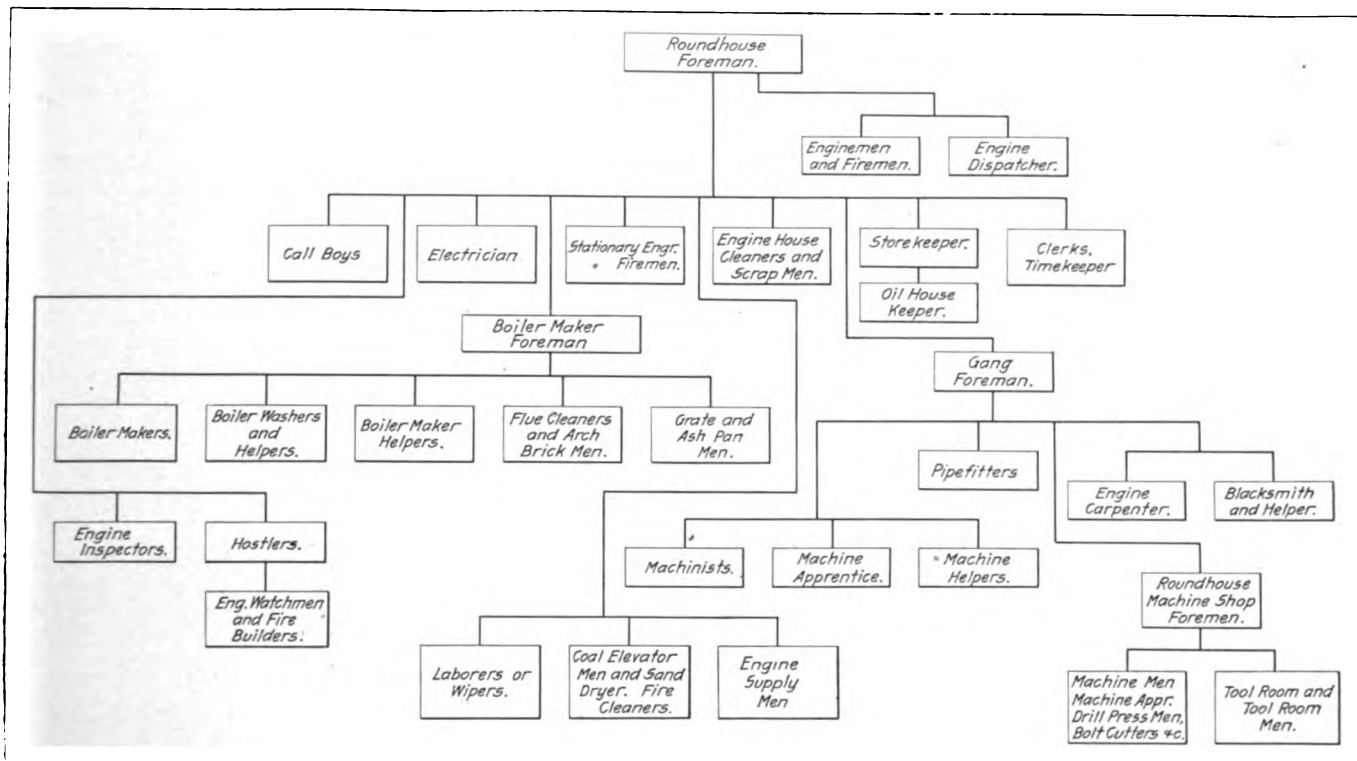 Roundhouse
Foreman.
Enginemen
and Firemen.
Engine
Dispatcher.
Call Boys
Electrician
Stationary Engr.
" Firemen.
Engine House
Cleaners and
Scrap Men.
Storekeeper.
Clerks,
Timekeeper
Oil House
Keeper.
Boiler Maker
Foreman
Gang
Foreman.
Boiler Makers.
Boiler Washers
and
Helpers.
Boiler Maker
Helpers.
Flue Cleaners
and Arch
Brick Men.
Grate and
Ash Pan
Men.
Pipefitters
Engine
Carpenter.
Blacksmith
and Helper.
Engine
Inspectors.
Hostlers.
Machinists.
Machine
Apprentice.
Machine
Helpers.
Roundhouse
Machine Shop
Foremen.
Eng. Watchmen
and Fire
Builders.
Laborers or
Wipers.
Coal Elevator
Men and Sand
Dryer. Fire
Cleaners.
Engine
Supply
Men
Machine Men
Machine Appr.
Drill Press Men,
Bolt Cutters &c.
Tool Room and
Tool Room
Men.